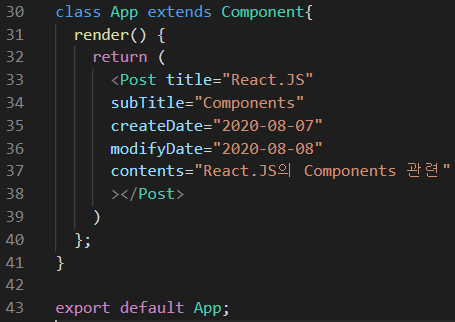 30 class App extends Component{
31 render() {
32 return (
33 <Post title="React.JS"
34 subTitle="Components"
35 createDate="2020-08-07"
36 modifyDate="2020-08-08"
37 contents="React.JS의 Components 관련"
38 ></Post>
39 )
40 };
41 }
42
43 export default App;